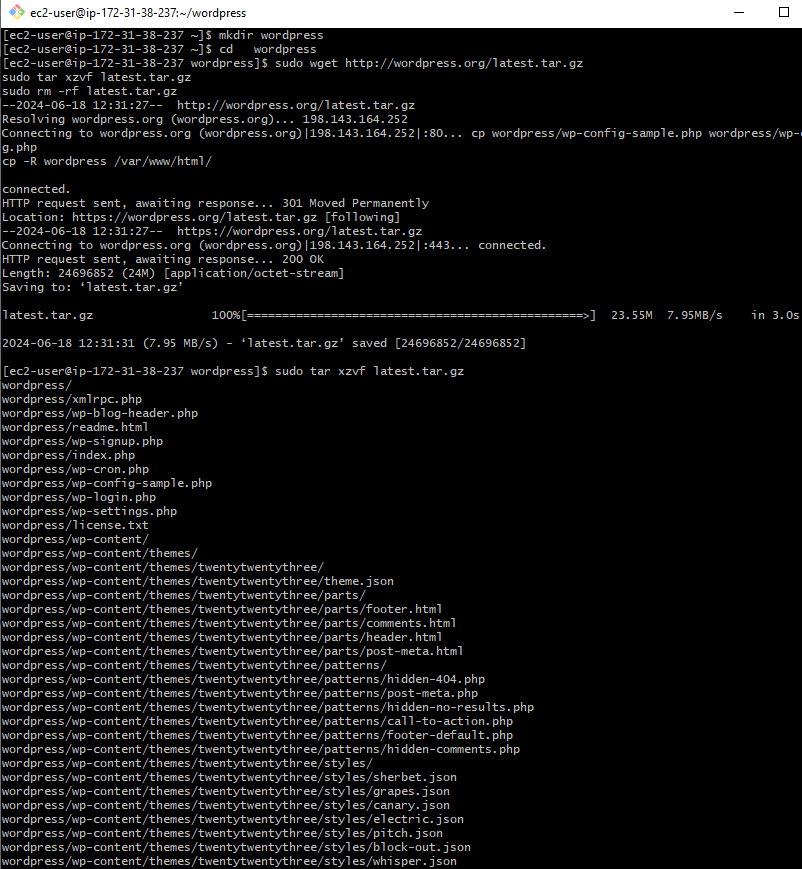 ec2-user@ip-172-31-38-237:~/wordpress
[ec2-user@ip-172-31-38-237 ~]$ mkdir wordpress
[ec2-user@ip-172-31-38-237 ~]$ cd   wordpress
[ec2-user@ip-172-31-38-237 wordpress]$ sudo wget http://wordpress.org/latest.tar.gz
sudo tar xzvf latest.tar.gz
sudo rm -rf latest.tar.gz
--2024-06-18 12:31:27--  http://wordpress.org/latest.tar.gz
Resolving wordpress.org (wordpress.org)... 198.143.164.252
Connecting to wordpress.org (wordpress.org)|198.143.164.252|:80... cp wordpress/wp-config-sample.php wordpress/wp-c
g.php
cp -R wordpress /var/www/html/
connected.
HTTP request sent, awaiting response... 301 Moved Permanently
Location: https://wordpress.org/latest.tar.gz [following]
--2024-06-18 12:31:27--  https://wordpress.org/latest.tar.gz
Connecting to wordpress.org (wordpress.org)|198.143.164.252|:443... connected.
HTTP request sent, awaiting response... 200 OK
Length: 24696852 (24M) [application/octet-stream]
Saving to: ‘latest.tar.gz’
latest.tar.gz                 100%[================================================>]  23.55M  7.95MB/s    in 3.0s
2024-06-18 12:31:31 (7.95 MB/s) - ‘latest.tar.gz’ saved [24696852/24696852]
[ec2-user@ip-172-31-38-237 wordpress]$ sudo tar xzvf latest.tar.gz
wordpress/
wordpress/xmlrpc.php
wordpress/wp-blog-header.php
wordpress/readme.html
wordpress/wp-signup.php
wordpress/index.php
wordpress/wp-cron.php
wordpress/wp-config-sample.php
wordpress/wp-login.php
wordpress/wp-settings.php
wordpress/license.txt
wordpress/wp-content/
wordpress/wp-content/themes/
wordpress/wp-content/themes/twentytwentythree/
wordpress/wp-content/themes/twentytwentythree/theme.json
wordpress/wp-content/themes/twentytwentythree/parts/
wordpress/wp-content/themes/twentytwentythree/parts/footer.html
wordpress/wp-content/themes/twentytwentythree/parts/comments.html
wordpress/wp-content/themes/twentytwentythree/parts/header.html
wordpress/wp-content/themes/twentytwentythree/parts/post-meta.html
wordpress/wp-content/themes/twentytwentythree/patterns/
wordpress/wp-content/themes/twentytwentythree/patterns/hidden-404.php
wordpress/wp-content/themes/twentytwentythree/patterns/post-meta.php
wordpress/wp-content/themes/twentytwentythree/patterns/hidden-no-results.php
wordpress/wp-content/themes/twentytwentythree/patterns/call-to-action.php
wordpress/wp-content/themes/twentytwentythree/patterns/footer-default.php
wordpress/wp-content/themes/twentytwentythree/patterns/hidden-comments.php
wordpress/wp-content/themes/twentytwentythree/styles/
wordpress/wp-content/themes/twentytwentythree/styles/sherbet.json
wordpress/wp-content/themes/twentytwentythree/styles/grapes.json
wordpress/wp-content/themes/twentytwentythree/styles/canary.json
wordpress/wp-content/themes/twentytwentythree/styles/electric.json
wordpress/wp-content/themes/twentytwentythree/styles/pitch.json
wordpress/wp-content/themes/twentytwentythree/styles/block-out.json
wordpress/wp-content/themes/twentytwentythree/styles/whisper.json